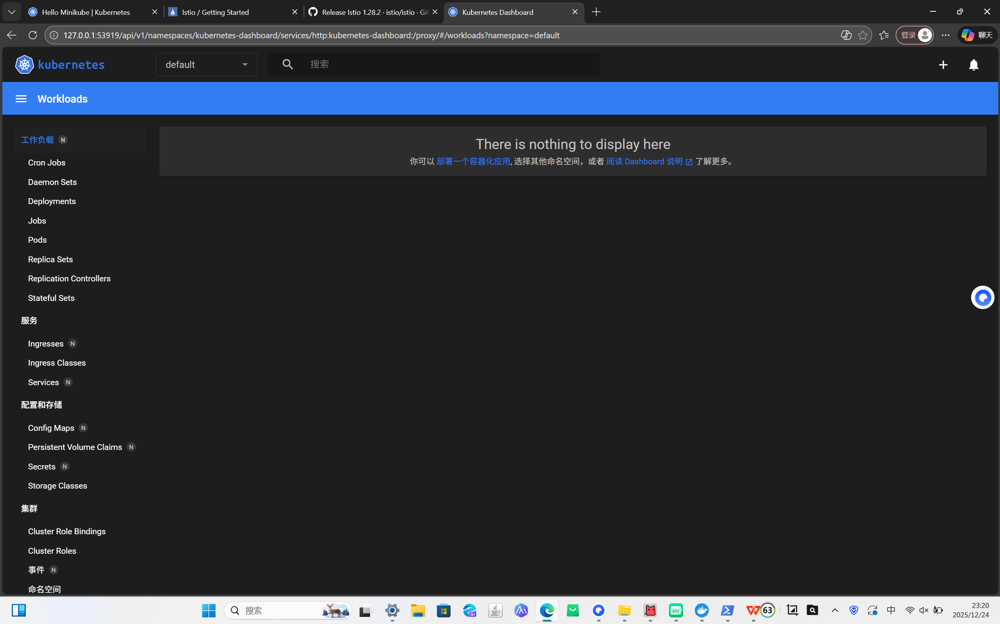 Hello Minikube | Kubernetes
Istio / Getting Started
Release Istio 1.28.2 · istio/istio · Git
Kubernetes Dashboard
127.0.0.1:53919/api/v1/namespaces/kubernetes-dashboard/services/http:kubernetes-dashboard:/proxy/#/workloads?namespace=default
登录
聊天
kubernetes
default
搜索
Workloads
工作负载 N
There is nothing to display here
你可以 部署一个容器化应用, 选择其他命名空间，或者 阅读 Dashboard 说明 了解更多。
Cron Jobs
Daemon Sets
Deployments
Jobs
Pods
Replica Sets
Replication Controllers
Stateful Sets
服务
Ingresses N
Ingress Classes
Services N
配置和存储
Config Maps N
Persistent Volume Claims N
Secrets N
Storage Classes
集群
Cluster Role Bindings
Cluster Roles
事件 N
命名空间
搜索
AI
63
中
23:20
2025/12/24